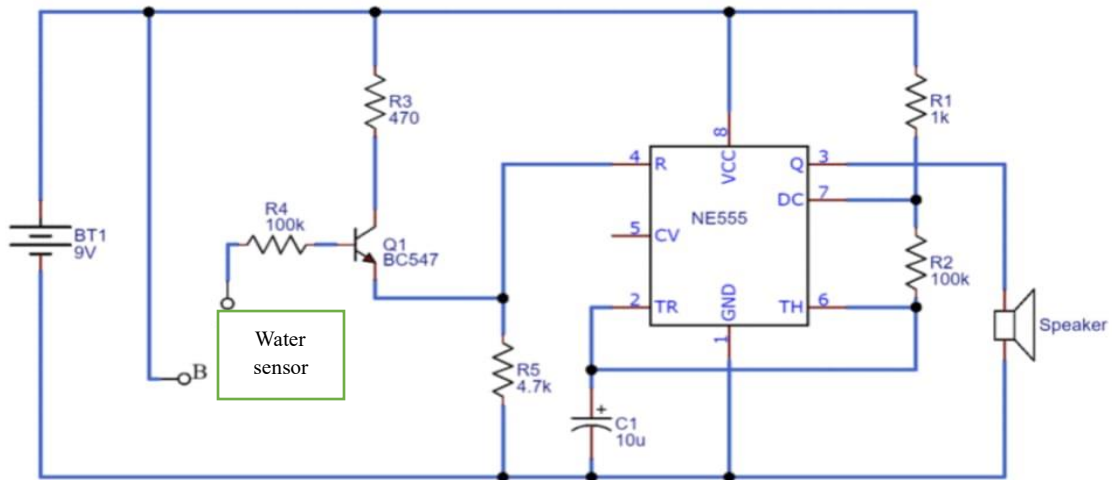 R3
470
R1
1k
4
R
8
VCC
Q
3
DC
7
NE555
R4
100k
BT1
9V
5
CV
Q1
BC547
R2
100k
2
TR
GND
1
TH
6
Speaker
Water
sensor
B
R5
4.7k
+
C1
10u